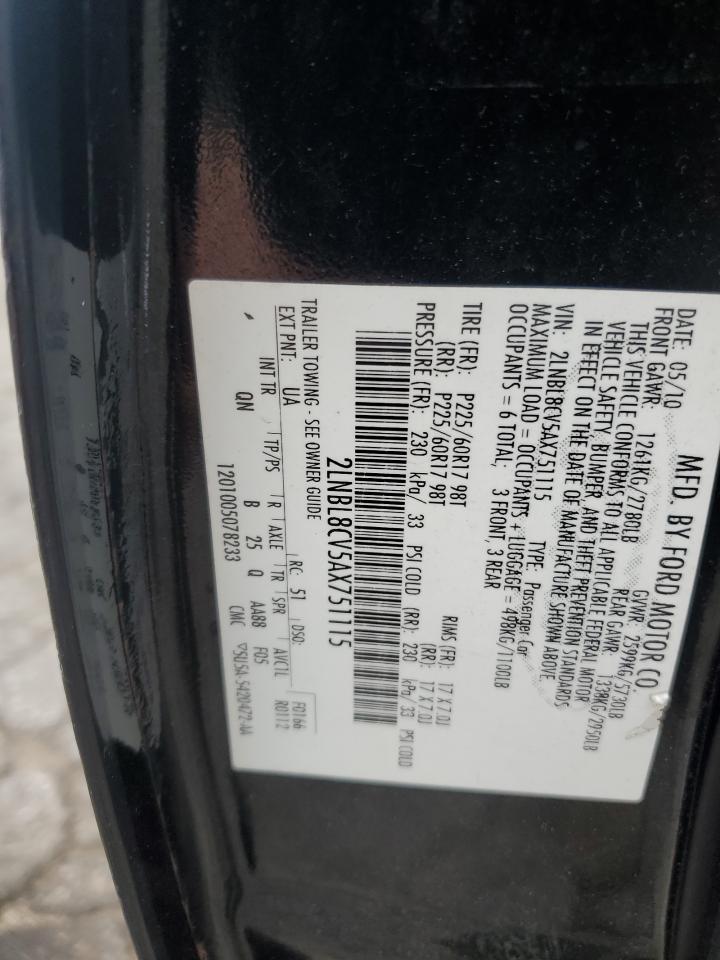 MFD. BY FORD MOTOR CO.
DATE: 05/10 GVWR: 2599KG/5730LB
FRONT GAWR: 1261KG/2780LB REAR GAWR: 1338KG/2950LB
THIS VEHICLE CONFORMS TO ALL APPLICABLE FEDERAL MOTOR
VEHICLE SAFETY, BUMPER, AND THEFT PREVENTION STANDARDS
IN EFFECT ON THE DATE OF MANUFACTURE SHOWN ABOVE.
VIN: 2LNBL8CV5AX751115 TYPE: Passenger Car
MAXIMUM LOAD = OCCUPANTS + LUGGAGE = 498KG/1100LB
OCCUPANTS = 6 TOTAL; 3 FRONT, 3 REAR
TIRE (FR): P225/60R17 98T RIMS (FR): 17 X 7.0J
(RR): P225/60R17 98T (RR): 17 X 7.0J
PRESSURE (FR): 230 kPa/ 33 PSI COLD (RR): 230 kPa/ 33 PSI COLD
2LNBL8CV5AX751115
TRAILER TOWING - SEE OWNER GUIDE
EXT PNT: UA RC: 51 DSO: F0166
R0112
INT TR TP/PS R AXLE TR SPR AVC1L
QN B 25 Q AA88 F05
1201005078233 CMC